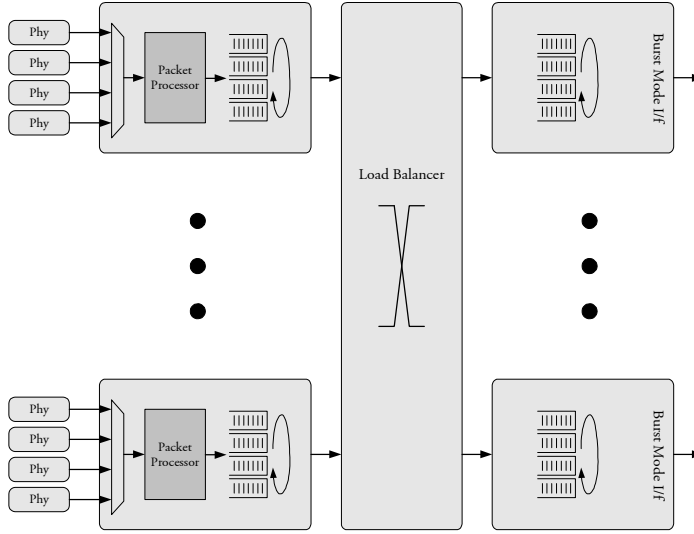 Phy
Phy
Phy
Phy
Packet
Processor
Burst Mode I/f
Load Balancer
Phy
Phy
Phy
Phy
Packet
Processor
Burst Mode I/f